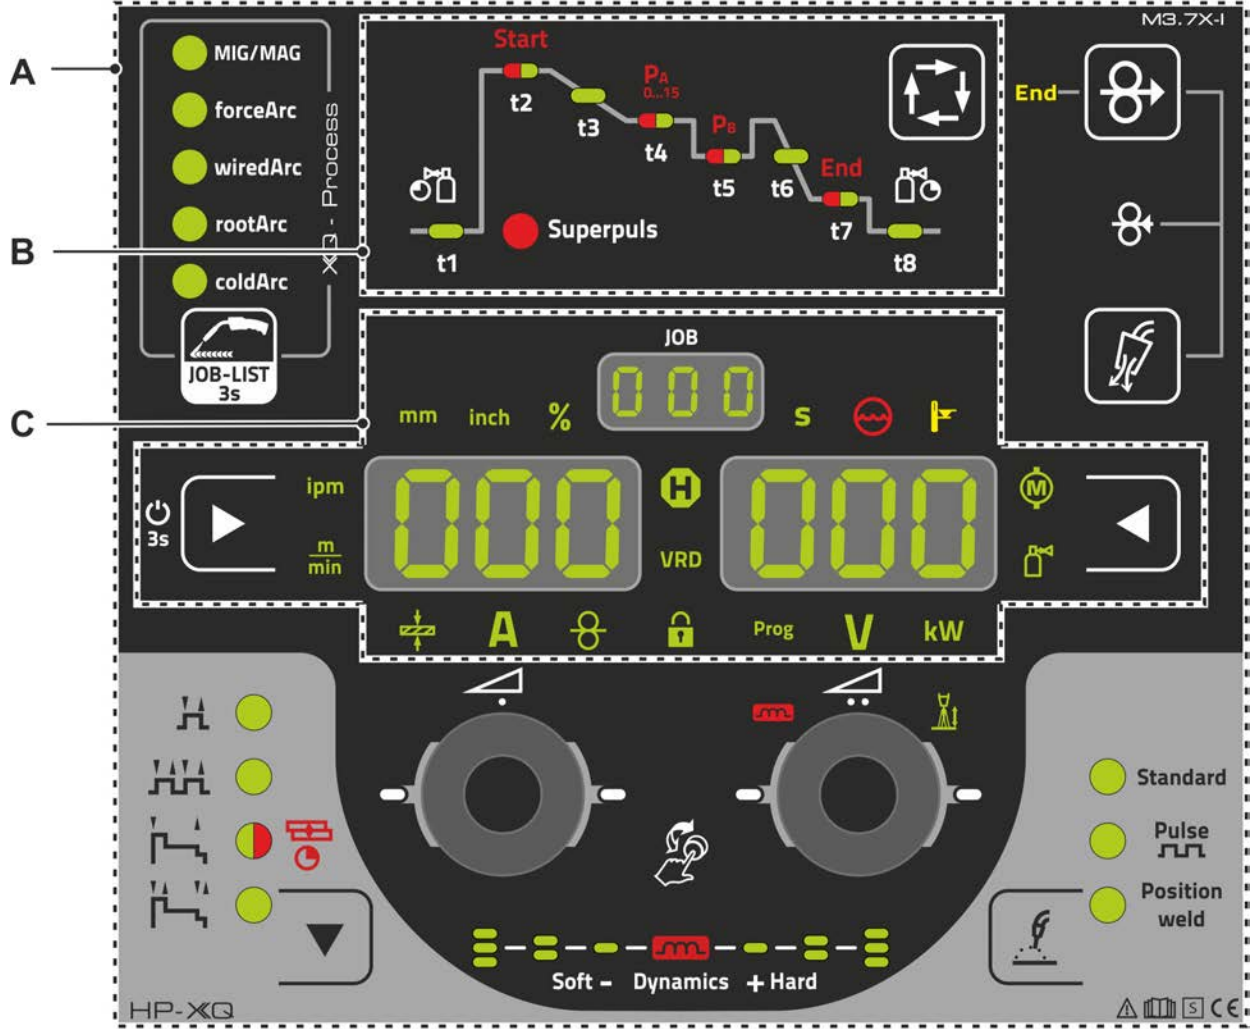 M3.7X-I
A
B
C
MIG/MAG
forceArc
wiredArc
rootArc
coldArc
XQ - Process
JOB-LIST
3s
Start
t2
t3
PA
0...15
t4
PB
t5
t6
End
t7
t1
Superpuls
t8
End
JOB
000
mm
inch
%
s
3s
ipm
m
min
000
H
VRD
000
M
A
Prog
V
kW
Standard
Pulse
Position
weld
Soft - Dynamics + Hard
HP-XQ
S CE